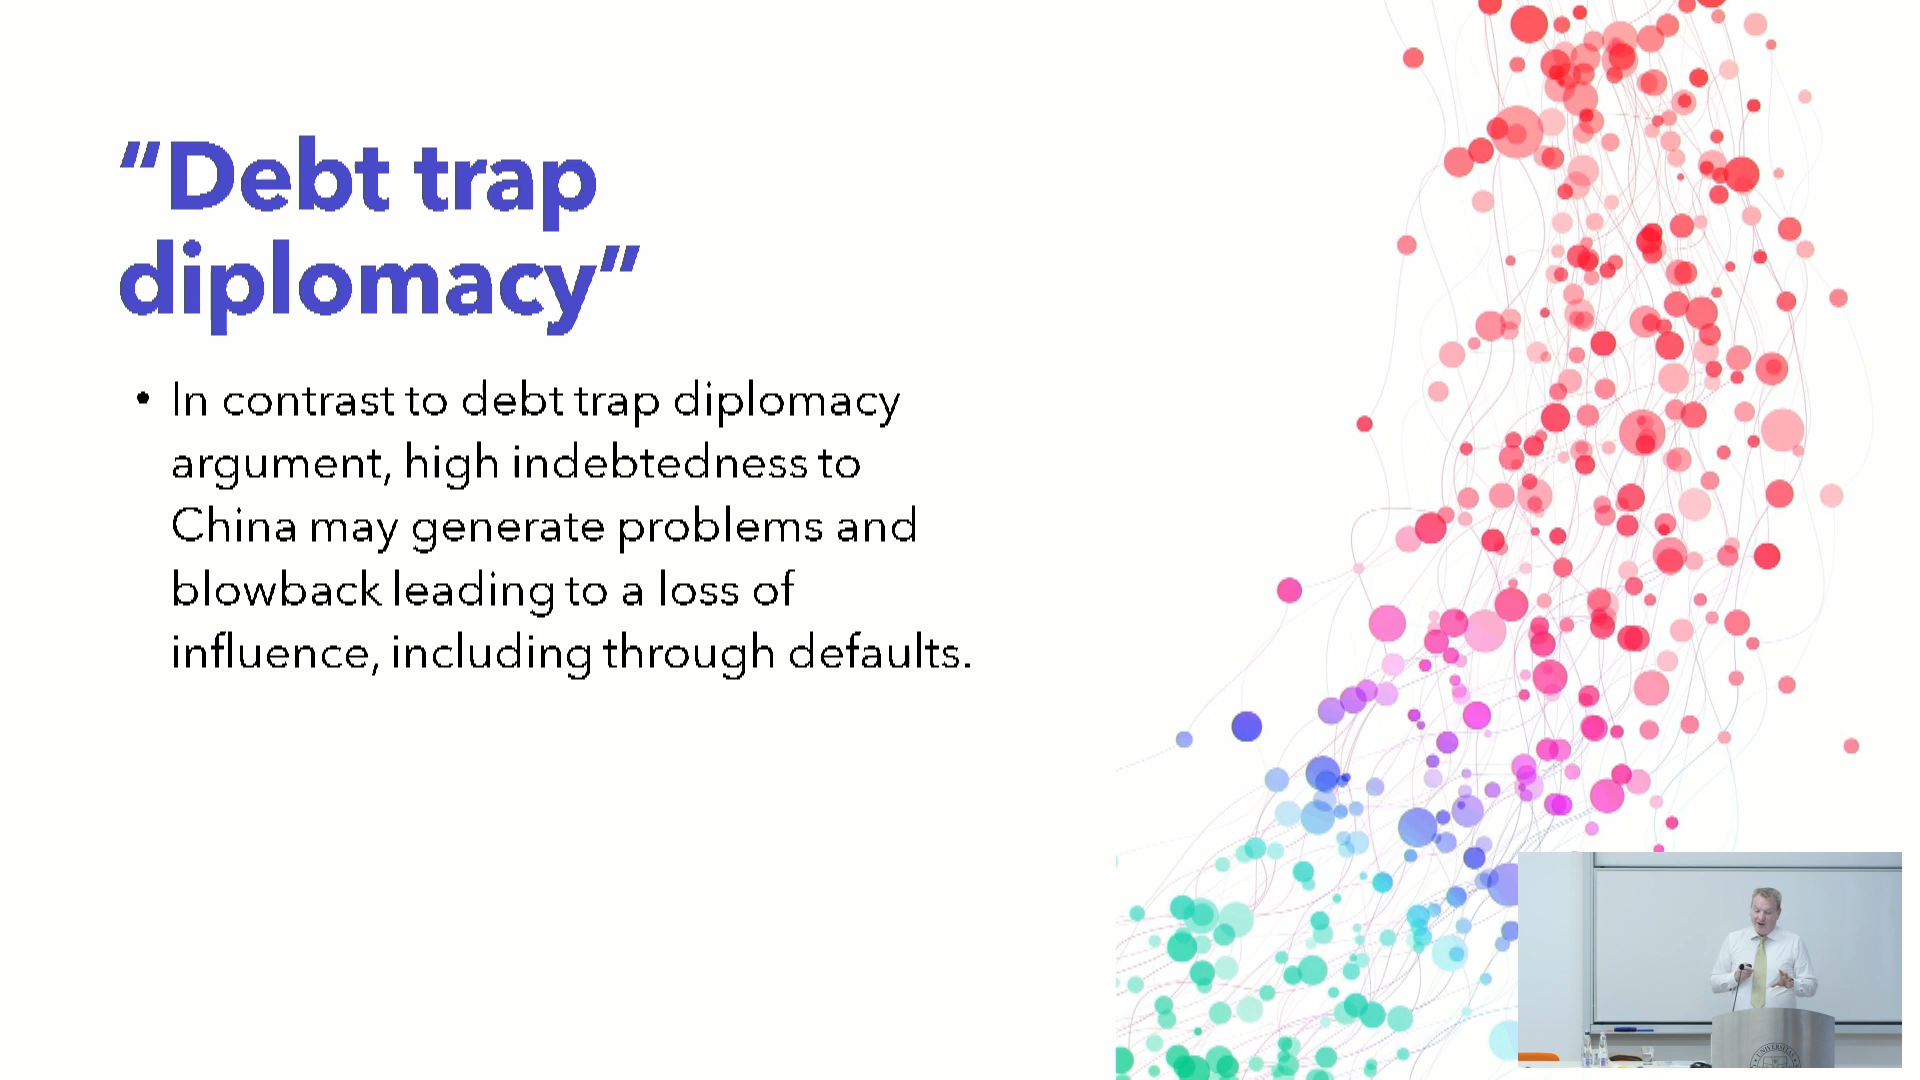 “Debt trap
diplomacy”
• In contrast to debt trap diplomacy
argument, high indebtedness to
China may generate problems and
blowback leading to a loss of
influence, including through defaults.